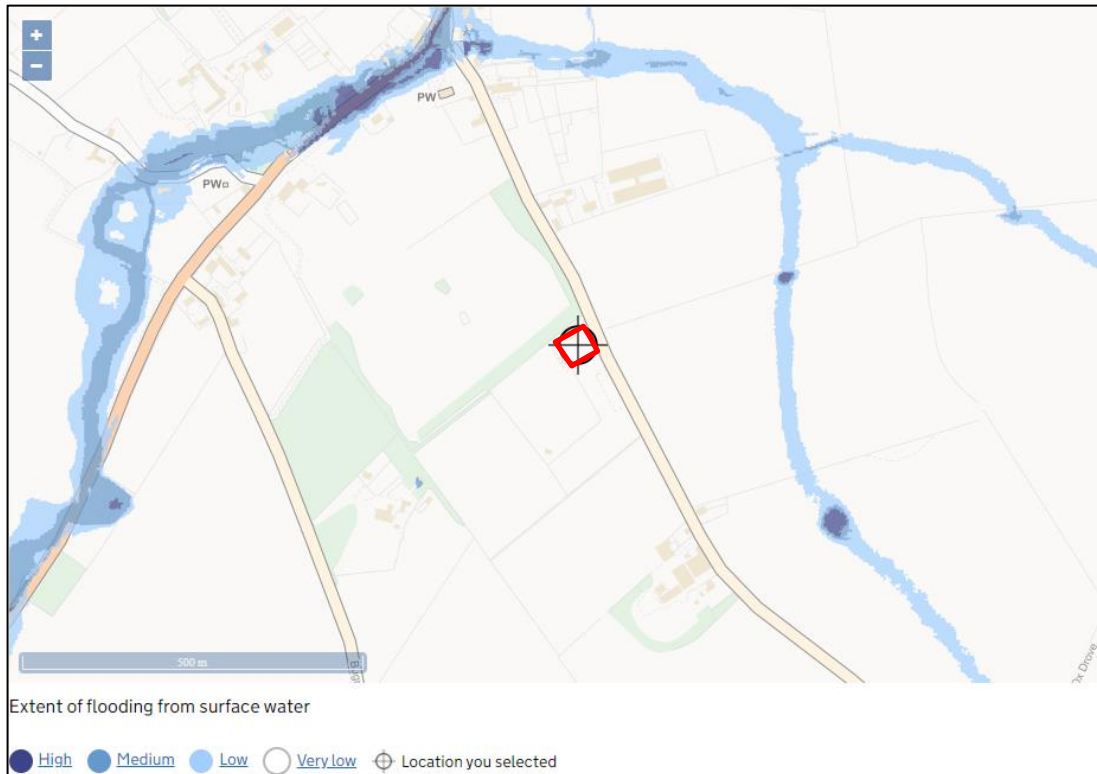 +
−
PW
PW
500 m
Ox Drove
Extent of flooding from surface water
High Medium Low Very low Location you selected